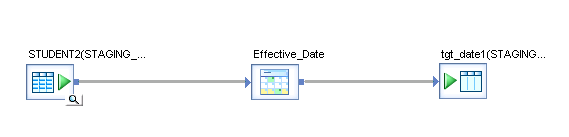 STUDENT2(STAGING_...
Effective_Date
tgt_date1(STAGING...